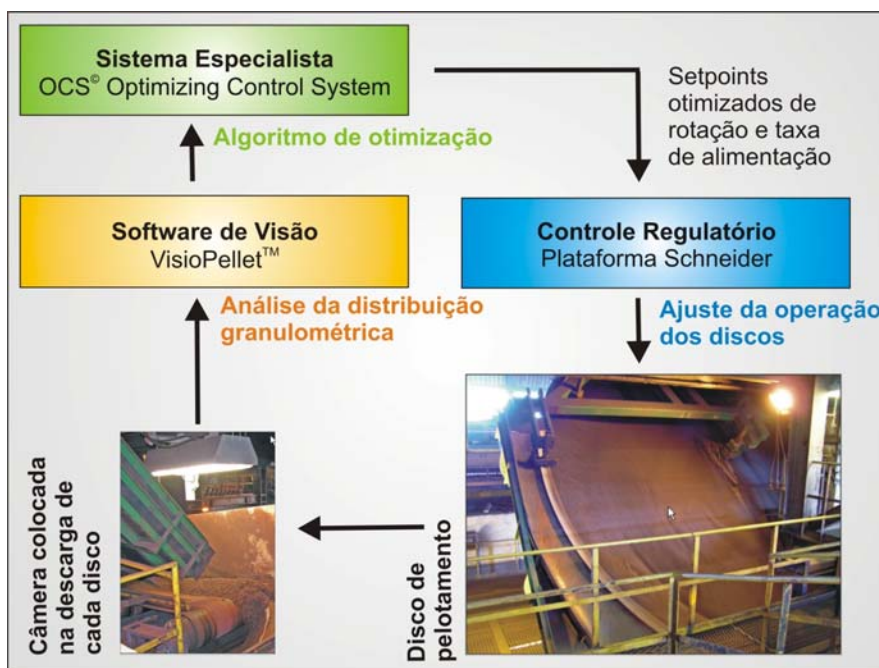 Sistema Especialista
OCS© Optimizing Control System
Algoritmo de otimização
Setpoints
otimizados de
rotação e taxa
de alimentação
Software de Visão
VisioPellet™
Controle Regulatório
Plataforma Schneider
Análise da distribuição
granulométrica
Ajuste da operação
dos discos
Câmera colocada
na descarga de
cada disco
Disco de
pelotamento